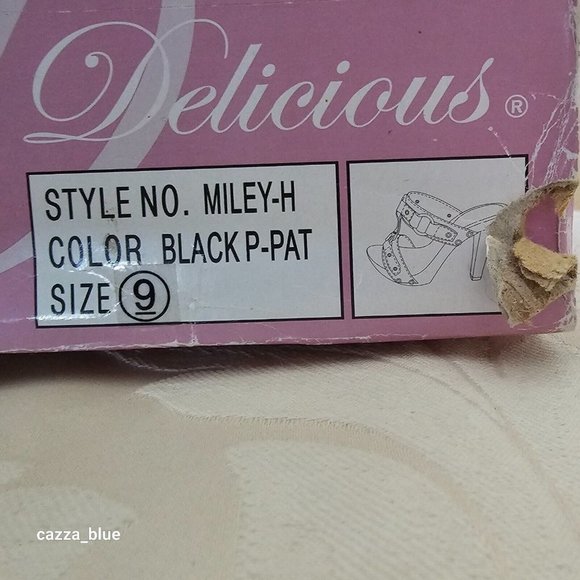 Delicious®
STYLE NO. MILEY-H
COLOR BLACK P-PAT
SIZE 9
cazza_blue